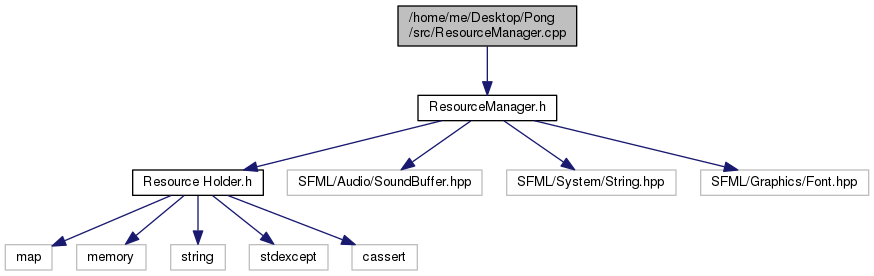 /home/me/Desktop/Pong
/src/ResourceManager.cpp
ResourceManager.h
Resource Holder.h
SFML/Audio/SoundBuffer.hpp
SFML/System/String.hpp
SFML/Graphics/Font.hpp
map
memory
string
stdexcept
cassert